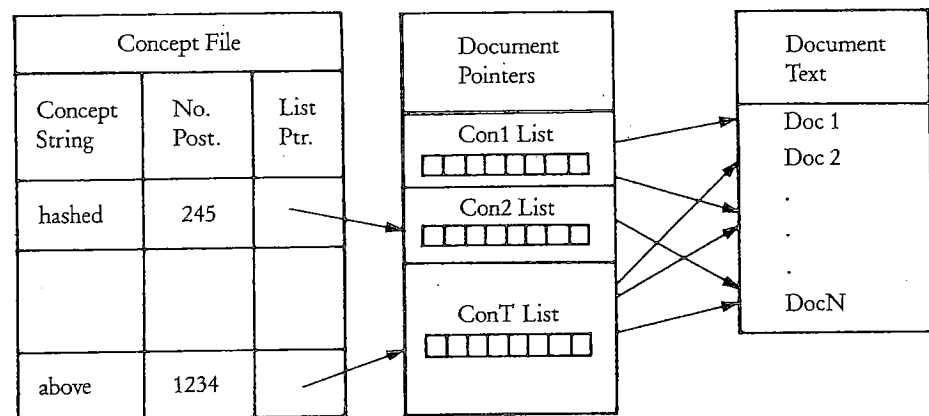 Concept File
Concept
String
No.
Post.
List
Ptr.
hashed
245
above
1234
Document
Pointers
Con1 List
Con2 List
ConT List
Document
Text
Doc 1
Doc 2
.
.
.
DocN